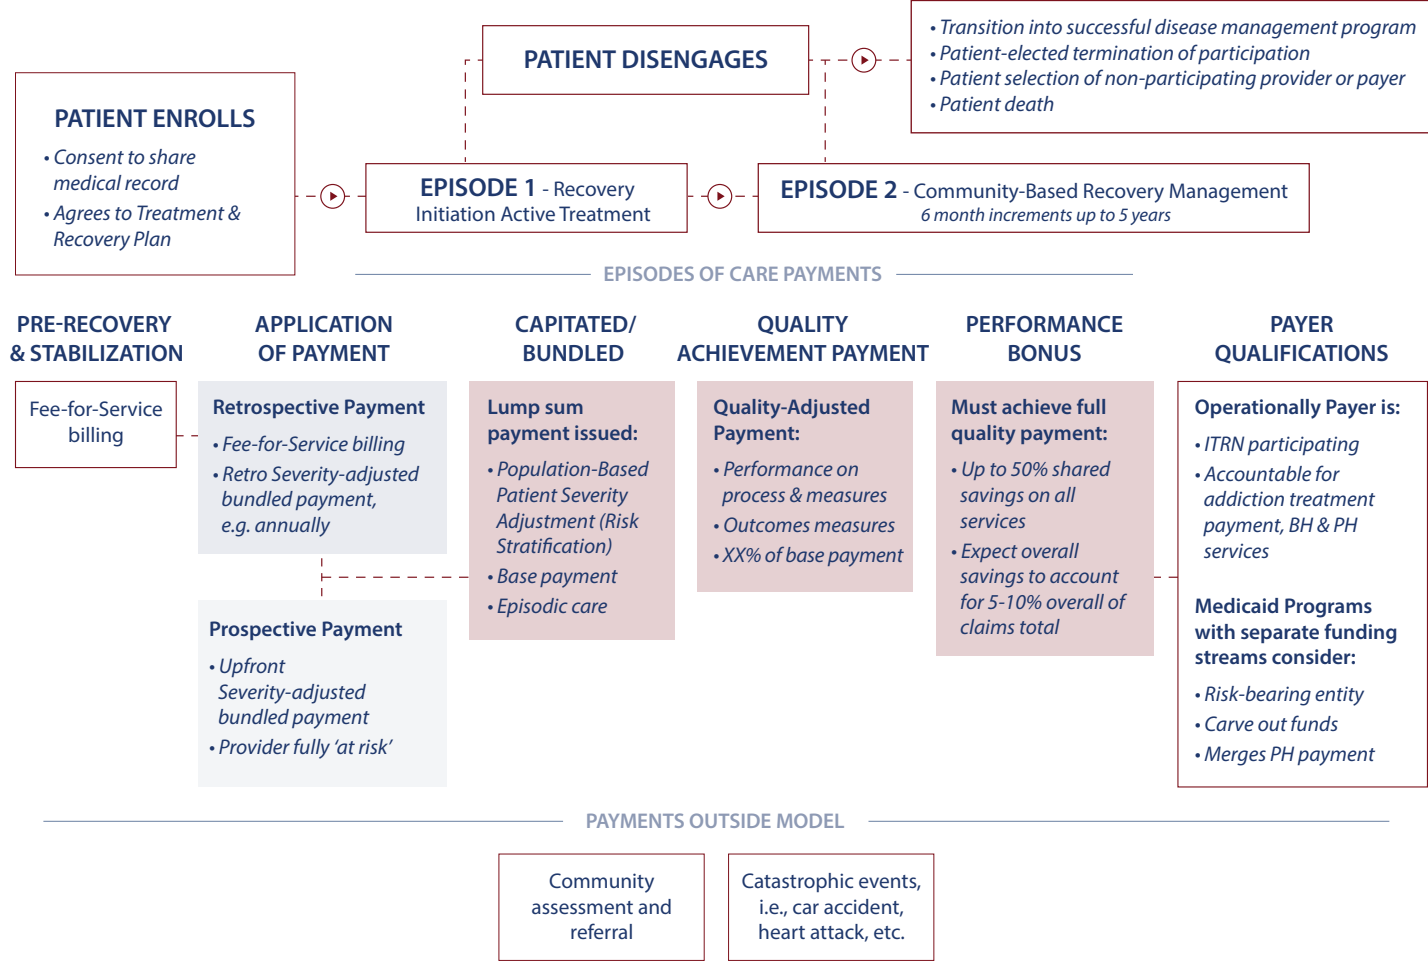 PATIENT ENROLLS
• Consent to share
medical record
• Agrees to Treatment &
Recovery Plan
PATIENT DISENGAGES
• Transition into successful disease management program
• Patient-elected termination of participation
• Patient selection of non-participating provider or payer
• Patient death
EPISODE 1 - Recovery
Initiation Active Treatment
EPISODE 2 - Community-Based Recovery Management
6 month increments up to 5 years
EPISODES OF CARE PAYMENTS
PRE-RECOVERY
& STABILIZATION
Fee-for-Service
billing
APPLICATION
OF PAYMENT
Retrospective Payment
• Fee-for-Service billing
• Retro Severity-adjusted
bundled payment,
e.g. annually
Prospective Payment
• Upfront
Severity-adjusted
bundled payment
• Provider fully ‘at risk’
CAPITATED/
BUNDLED
Lump sum
payment issued:
• Population-Based
Patient Severity
Adjustment (Risk
Stratification)
• Base payment
• Episodic care
QUALITY
ACHIEVEMENT PAYMENT
Quality-Adjusted
Payment:
• Performance on
process & measures
• Outcomes measures
• XX% of base payment
PERFORMANCE
BONUS
Must achieve full
quality payment:
• Up to 50% shared
savings on all
services
• Expect overall
savings to account
for 5-10% overall of
claims total
PAYER
QUALIFICATIONS
Operationally Payer is:
• ITRN participating
• Accountable for
addiction treatment
payment, BH & PH
services
Medicaid Programs
with separate funding
streams consider:
• Risk-bearing entity
• Carve out funds
• Merges PH payment
PAYMENTS OUTSIDE MODEL
Community
assessment and
referral
Catastrophic events,
i.e., car accident,
heart attack, etc.